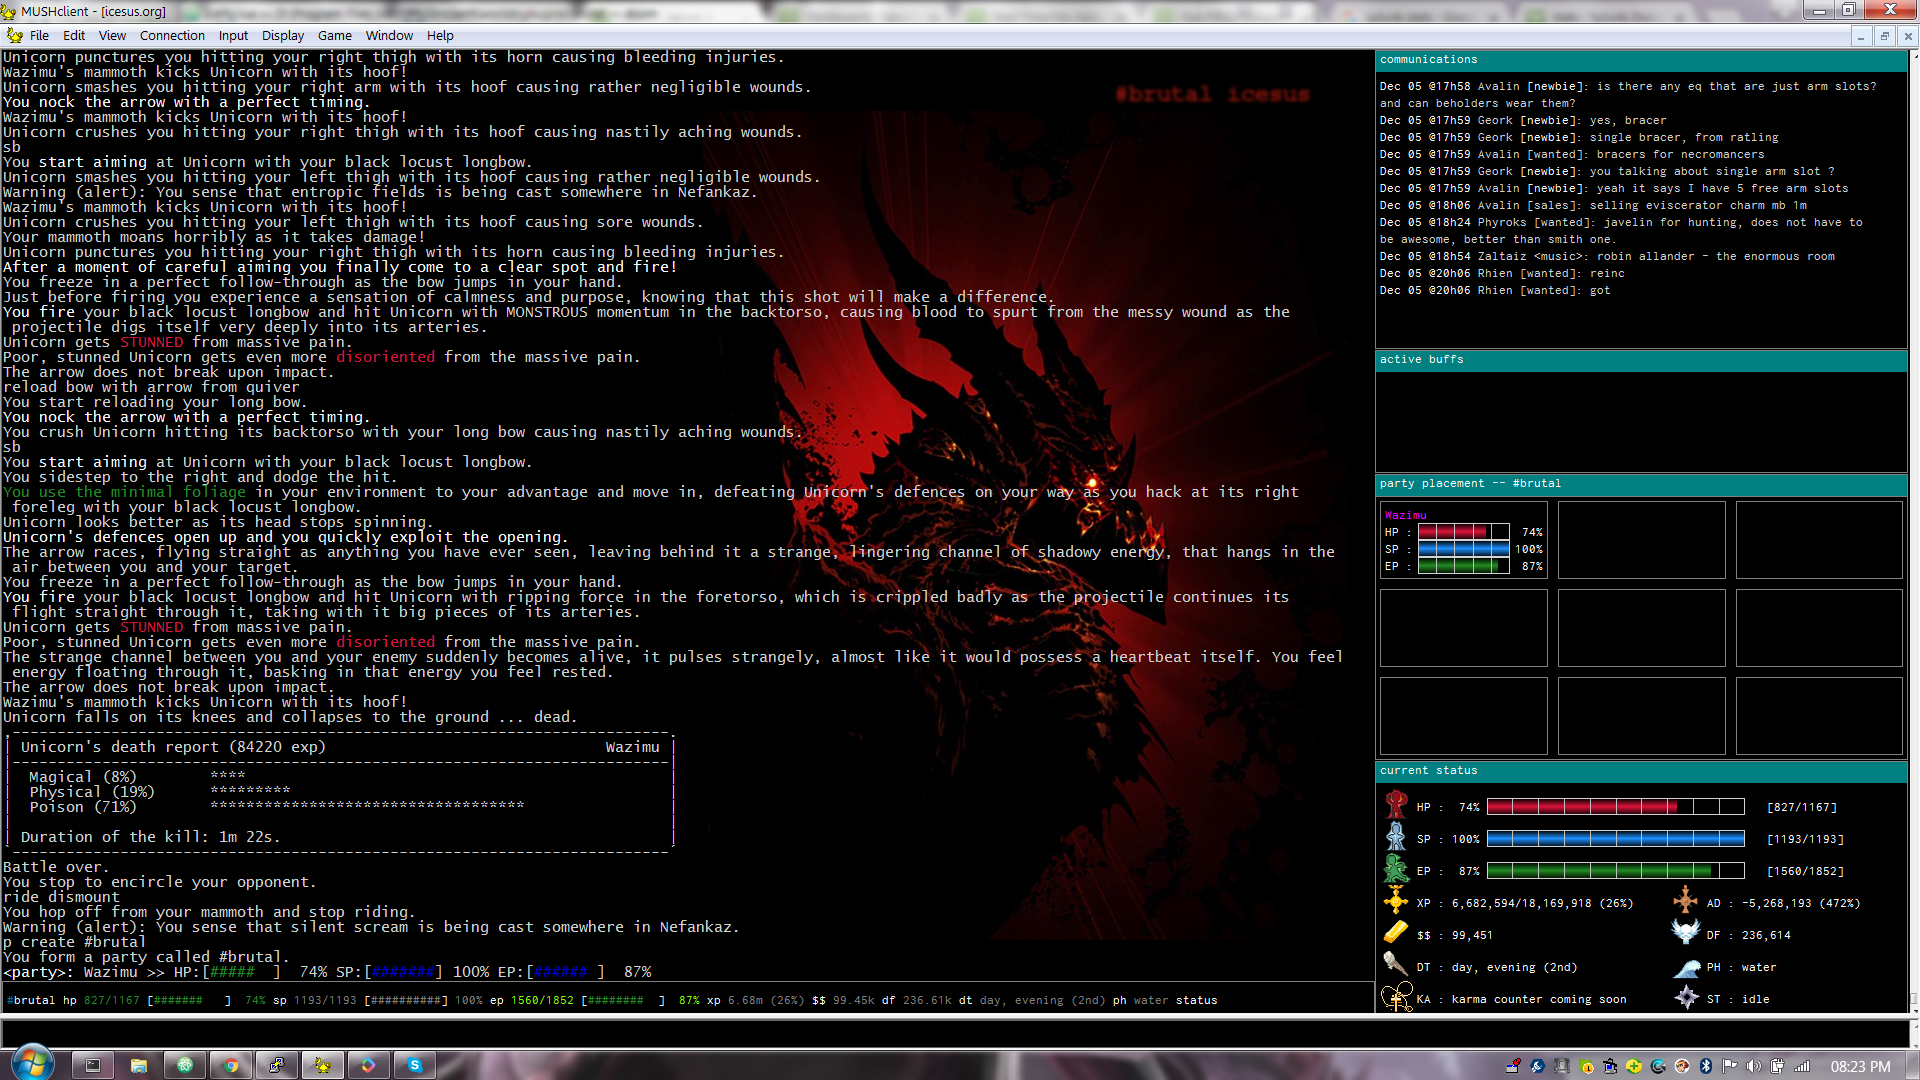 MUSHclient - [icesus.org]
File Edit View Connection Input Display Game Window Help
Unicorn punctures you hitting your right thigh with its horn causing bleeding injuries.
Wazimu's mammoth kicks Unicorn with its hoof!
Unicorn smashes you hitting your right arm with its hoof causing rather negligible wounds.
You nock the arrow with a perfect timing.
Wazimu's mammoth kicks Unicorn with its hoof!
Unicorn crushes you hitting your right thigh with its hoof causing nastily aching wounds.
sb
You start aiming at Unicorn with your black locust longbow.
Unicorn smashes you hitting your left thigh with its hoof causing rather negligible wounds.
Warning (alert): You sense that entropic fields is being cast somewhere in Nefankaz.
Wazimu's mammoth kicks Unicorn with its hoof!
Unicorn crushes you hitting your left thigh with its hoof causing sore wounds.
Your mammoth moans horribly as it takes damage!
Unicorn punctures you hitting your right thigh with its horn causing bleeding injuries.
After a moment of careful aiming you finally come to a clear spot and fire!
You freeze in a perfect follow-through as the bow jumps in your hand.
Just before firing you experience a sensation of calmness and purpose, knowing that this shot will make a difference.
You fire your black locust longbow and hit Unicorn with MONSTROUS momentum in the backtorso, causing blood to spurt from the messy wound as the
projectile digs itself very deeply into its arteries.
Unicorn gets STUNNED from massive pain.
Poor, stunned Unicorn gets even more disoriented from the massive pain.
The arrow does not break upon impact.
reload bow with arrow from quiver
You start reloading your long bow.
You nock the arrow with a perfect timing.
You crush Unicorn hitting its backtorso with your long bow causing nastily aching wounds.
sb
You start aiming at Unicorn with your black locust longbow.
You sidestep to the right and dodge the hit.
You use the minimal foliage in your environment to your advantage and move in, defeating Unicorn's defences on your way as you hack at its right
foreleg with your black locust longbow.
Unicorn looks better as its head stops spinning.
Unicorn's defences open up and you quickly exploit the opening.
The arrow races, flying straight as anything you have ever seen, leaving behind it a strange, lingering channel of shadowy energy, that hangs in the
air between you and your target.
You freeze in a perfect follow-through as the bow jumps in your hand.
You fire your black locust longbow and hit Unicorn with ripping force in the foretorso, which is crippled badly as the projectile continues its
flight straight through it, taking with it big pieces of its arteries.
Unicorn gets STUNNED from massive pain.
Poor, stunned Unicorn gets even more disoriented from the massive pain.
The strange channel between you and your enemy suddenly becomes alive, it pulses strangely, almost like it would possess a heartbeat itself. You feel
energy floating through it, basking in that energy you feel rested.
The arrow does not break upon impact.
Wazimu's mammoth kicks Unicorn with its hoof!
Unicorn falls on its knees and collapses to the ground ... dead.
,-------------------------------------------------------------------------.
| Unicorn's death report (84220 exp) Wazimu |
|-------------------------------------------------------------------------|
| Magical (8%) **** |
| Physical (19%) ********* |
| Poison (71%) *********************************** |
| |
| Duration of the kill: 1m 22s. |
`-------------------------------------------------------------------------´
Battle over.
You stop to encircle your opponent.
ride dismount
You hop off from your mammoth and stop riding.
Warning (alert): You sense that silent scream is being cast somewhere in Nefankaz.
p create #brutal
You form a party called #brutal.
<party>: Wazimu >> HP:[##### ] 74% SP:[#######] 100% EP:[###### ] 87%
#brutal hp 827/1167 [####### ] 74% sp 1193/1193 [##########] 100% ep 1560/1852 [######## ] 87% xp 6.68m (26%) $$ 99.45k df 236.61k dt day, evening (2nd) ph water status
#brutal icesus
communications
Dec 05 @17h58 Avalin [newbie]: is there any eq that are just arm slots?
and can beholders wear them?
Dec 05 @17h59 Geork [newbie]: yes, bracer
Dec 05 @17h59 Geork [newbie]: single bracer, from ratling
Dec 05 @17h59 Avalin [wanted]: bracers for necromancers
Dec 05 @17h59 Geork [newbie]: you talking about single arm slot ?
Dec 05 @17h59 Avalin [newbie]: yeah it says I have 5 free arm slots
Dec 05 @18h06 Avalin [sales]: selling eviscerator charm mb 1m
Dec 05 @18h24 Phyroks [wanted]: javelin for hunting, does not have to
be awesome, better than smith one.
Dec 05 @18h54 Zaltaiz <music>: robin allander - the enormous room
Dec 05 @20h06 Rhien [wanted]: reinc
Dec 05 @20h06 Rhien [wanted]: got
active buffs
party placement -- #brutal
Wazimu
HP : 74%
SP : 100%
EP : 87%
current status
HP : 74% [827/1167]
SP : 100% [1193/1193]
EP : 87% [1560/1852]
XP : 6,682,594/18,169,918 (26%) AD : -5,268,193 (472%)
$$ : 99,451 DF : 236,614
DT : day, evening (2nd) PH : water
KA : karma counter coming soon ST : idle
08:23 PM